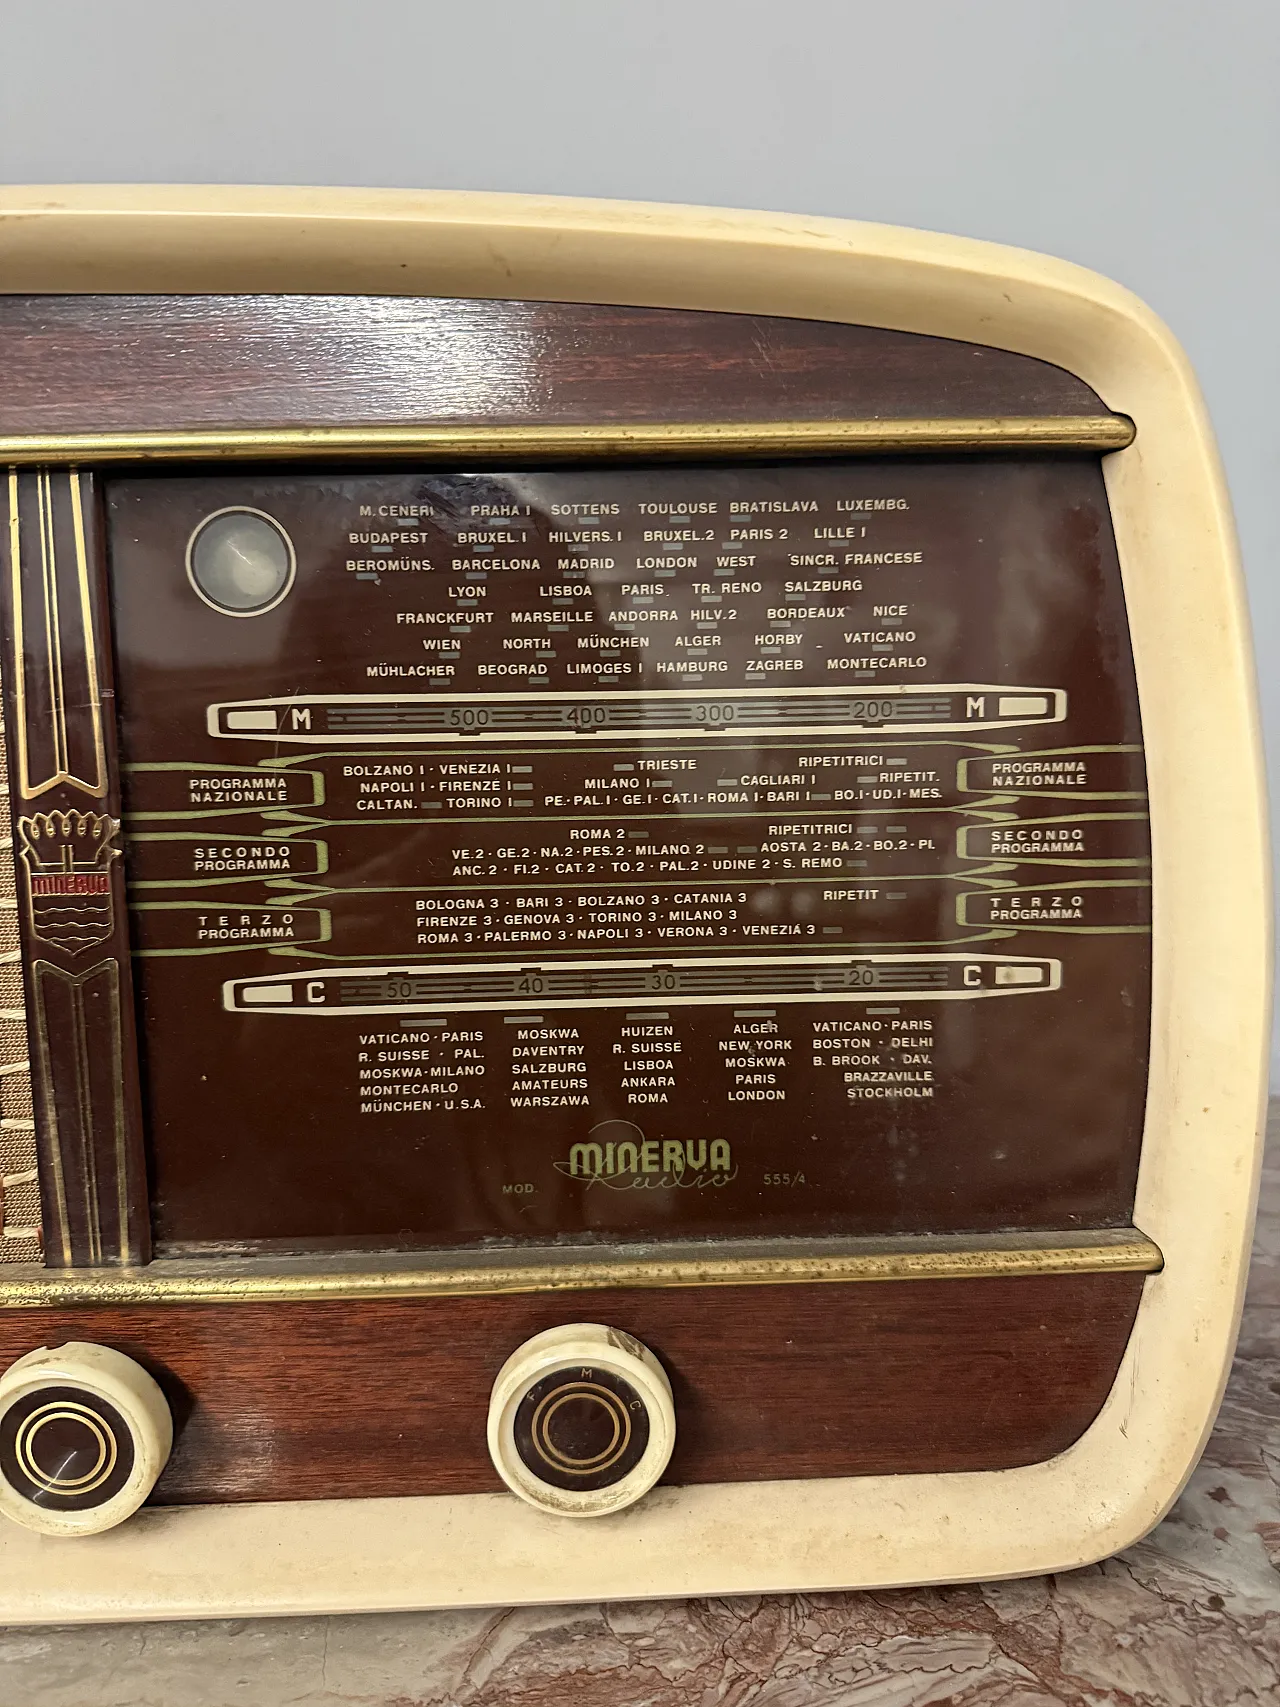 M. CENERI PRAHA I SOTTENS TOULOUSE BRATISLAVA LUXEMBG.
BUDAPEST BRUXEL. I HILVERS. I BRUXEL. 2 PARIS 2 LILLE I
BEROMÜNS. BARCELONA MADRID LONDON WEST SINCR. FRANCESE
LYON LISBOA PARIS TR. RENO SALZBURG
FRANCKFURT MARSEILLE ANDORRA HILV. 2 BORDEAUX NICE
WIEN NORTH MÜNCHEN ALGER HORBY VATICANO
MÜHLACHER BEOGRAD LIMOGES I HAMBURG ZAGREB MONTECARLO
M 500 400 300 200 M
PROGRAMMA NAZIONALE
BOLZANO I · VENEZIA I TRIESTE RIPETITRICI
NAPOLI I · FIRENZE I MILANO I CAGLIARI I RIPETIT.
CALTAN. TORINO I PE. · PAL. I · GE. I · CAT. I · ROMA I · BARI I BO. I · UD. I · MES.
PROGRAMMA NAZIONALE
SECONDO PROGRAMMA
ROMA 2 RIPETITRICI
VE. 2 · GE. 2 · NA. 2 · PES. 2 · MILANO 2 AOSTA 2 · BA. 2 · BO. 2 · PL
ANC. 2 · FI. 2 · CAT. 2 · TO. 2 · PAL. 2 · UDINE 2 · S. REMO
SECONDO PROGRAMMA
TERZO PROGRAMMA
BOLOGNA 3 · BARI 3 · BOLZANO 3 · CATANIA 3 RIPETIT
FIRENZE 3 · GENOVA 3 · TORINO 3 · MILANO 3
ROMA 3 · PALERMO 3 · NAPOLI 3 · VERONA 3 · VENEZIA 3
TERZO PROGRAMMA
MINERVA
C 50 40 30 20 C
VATICANO · PARIS MOSKWA HUIZEN ALGER VATICANO · PARIS
R. SUISSE · PAL. DAVENTRY R. SUISSE NEW YORK BOSTON · DELHI
MOSKWA · MILANO SALZBURG LISBOA MOSKWA B. BROOK · DAV.
MONTECARLO AMATEURS ANKARA PARIS BRAZZAVILLE
MÜNCHEN · U.S.A. WARSZAWA ROMA LONDON STOCKHOLM
MINERVA
Radio
MOD. 555/4
F M C